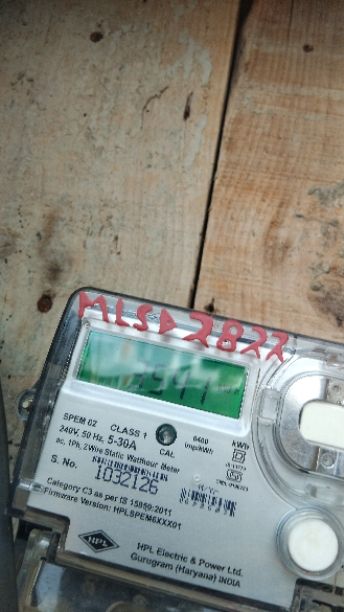 MLSD 2822
SPEM 02 CLASS 1
240V, 50 Hz, 5-30A
CAL
6400
imp/kWh
kWh
ac, 1Ph, 2Wire Static Watthour Meter
S. No.
1032126
Category C3 as per IS 15959:2011
Firmware Version: HPLSPEM6XXX01
HPL
HPL Electric & Power Ltd.
Gurugram (Haryana) INDIA